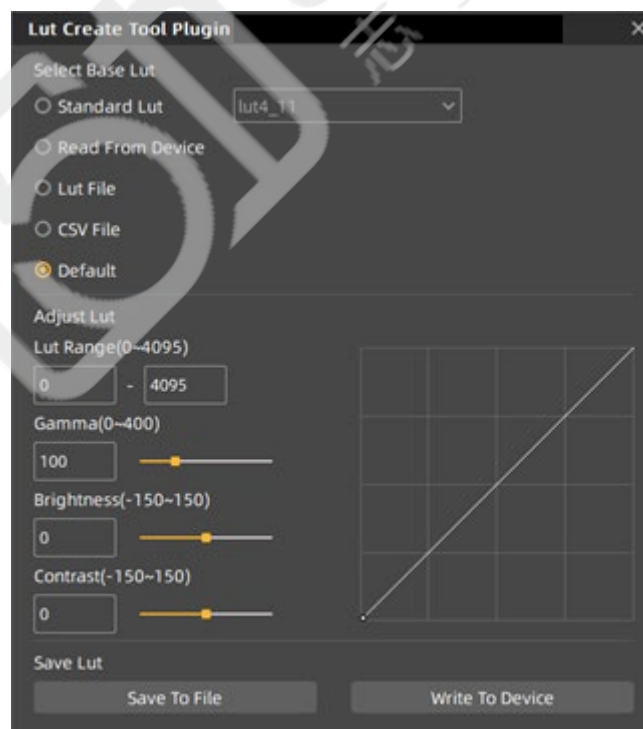 Lut Create Tool Plugin
Select Base Lut
Standard Lut lut4_11
Read From Device
Lut File
CSV File
Default
Adjust Lut
Lut Range(0~4095)
0 - 4095
Gamma(0~400)
100
Brightness(-150~150)
0
Contrast(-150~150)
0
Save Lut
Save To File Write To Device